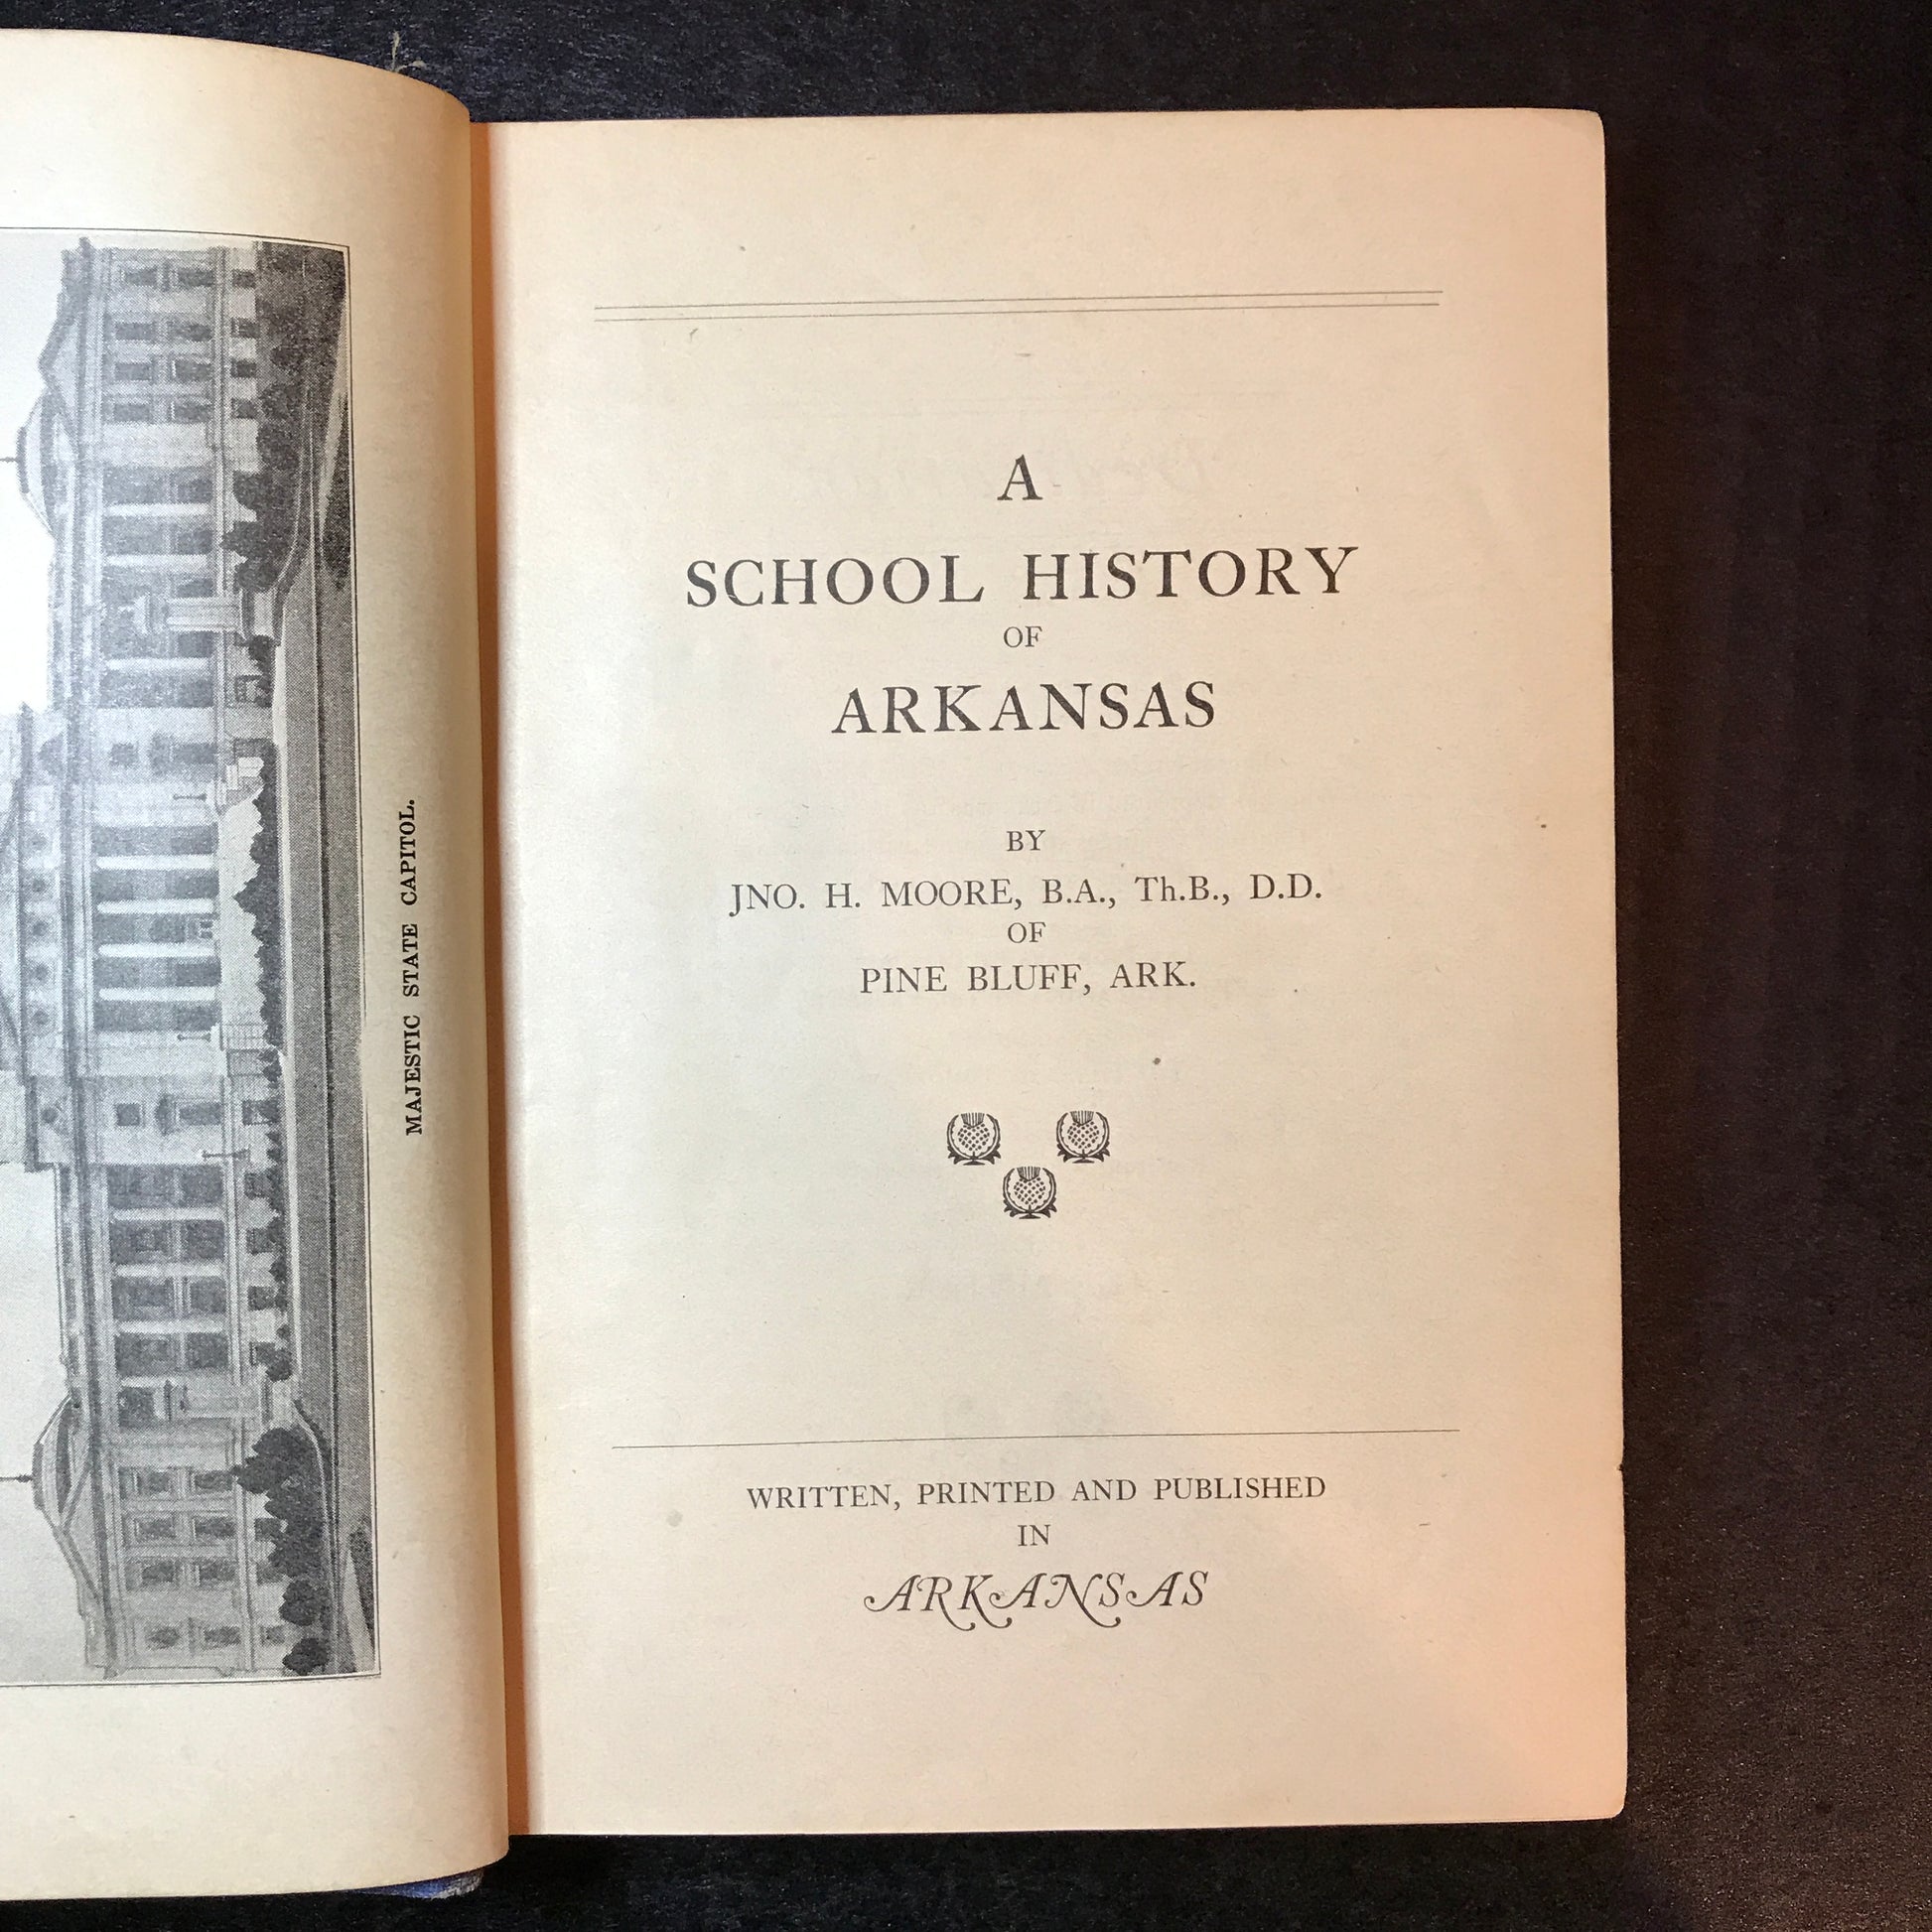 MAJESTIC STATE CAPITOL.
A
SCHOOL HISTORY
OF
ARKANSAS
BY
JNO. H. MOORE, B.A., Th.B., D.D.
OF
PINE BLUFF, ARK.
WRITTEN, PRINTED AND PUBLISHED
IN
ARKANSAS